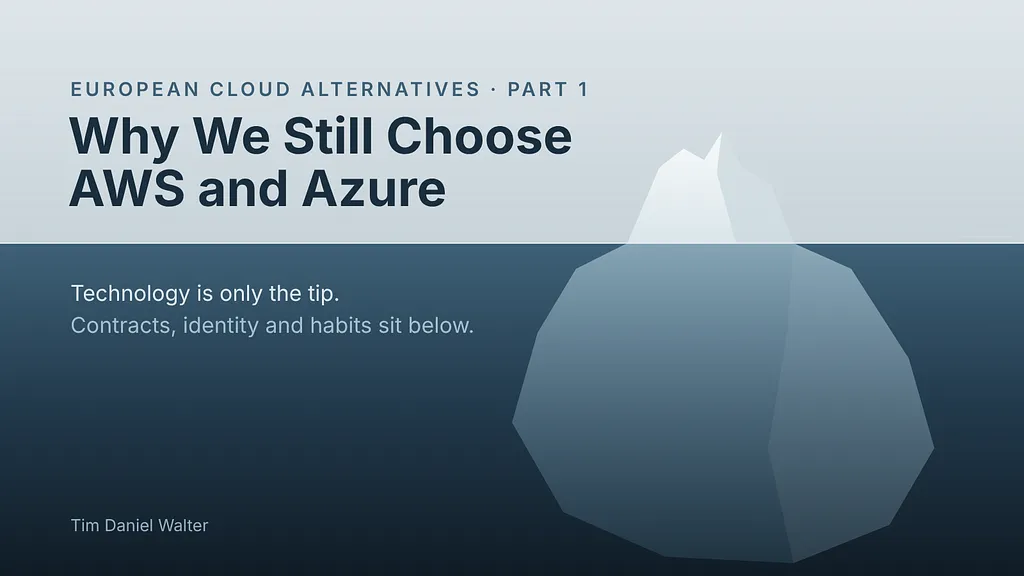 EUROPEAN CLOUD ALTERNATIVES · PART 1
Why We Still Choose
AWS and Azure
Technology is only the tip.
Contracts, identity and habits sit below.
Tim Daniel Walter